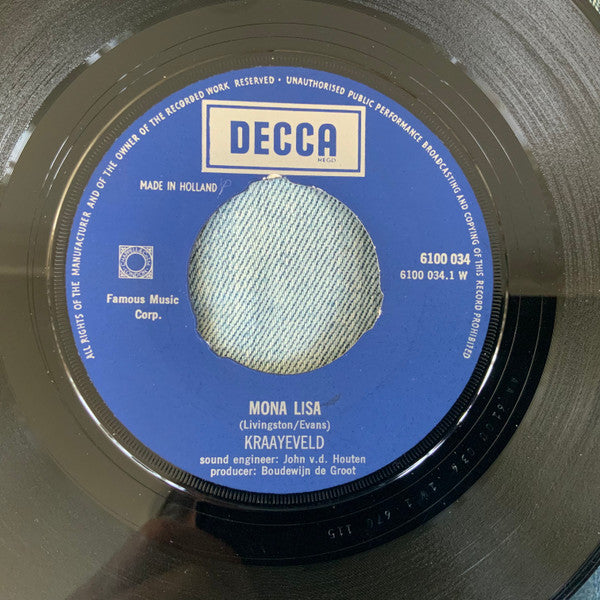 ALL RIGHTS OF THE MANUFACTURER AND OF THE OWNER OF THE RECORDED WORK RESERVED • UNAUTHORISED PUBLIC PERFORMANCE BROADCASTING AND COPYING OF THIS RECORD PROHIBITED
DECCA
REGD
MADE IN HOLLAND
6100 034
6100 034.1 W
Famous Music
Corp.
MONA LISA
(Livingston/Evans)
KRAAYEVELD
sound engineer: John v.d. Houten
producer: Boudewijn de Groot